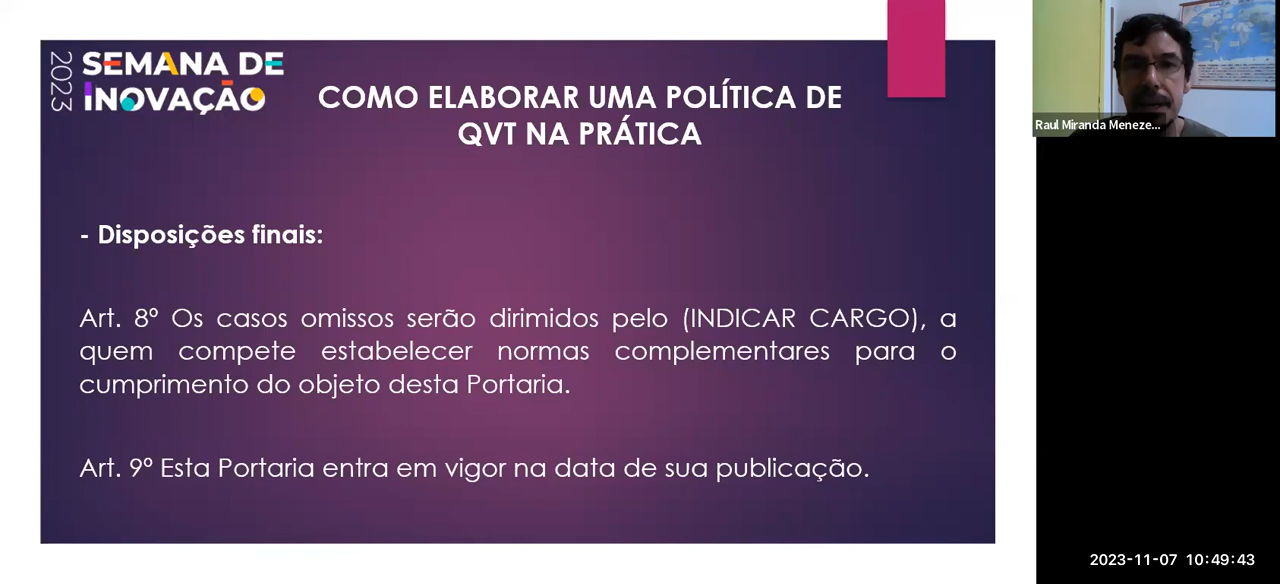 2023
SEMANA DE
INOVAÇÃO
COMO ELABORAR UMA POLÍTICA DE
QVT NA PRÁTICA
- Disposições finais:
Art. 8º Os casos omissos serão dirimidos pelo (INDICAR CARGO), a
quem compete estabelecer normas complementares para o
cumprimento do objeto desta Portaria.
Art. 9º Esta Portaria entra em vigor na data de sua publicação.
Raul Miranda Meneze...
2023-11-07 10:49:43